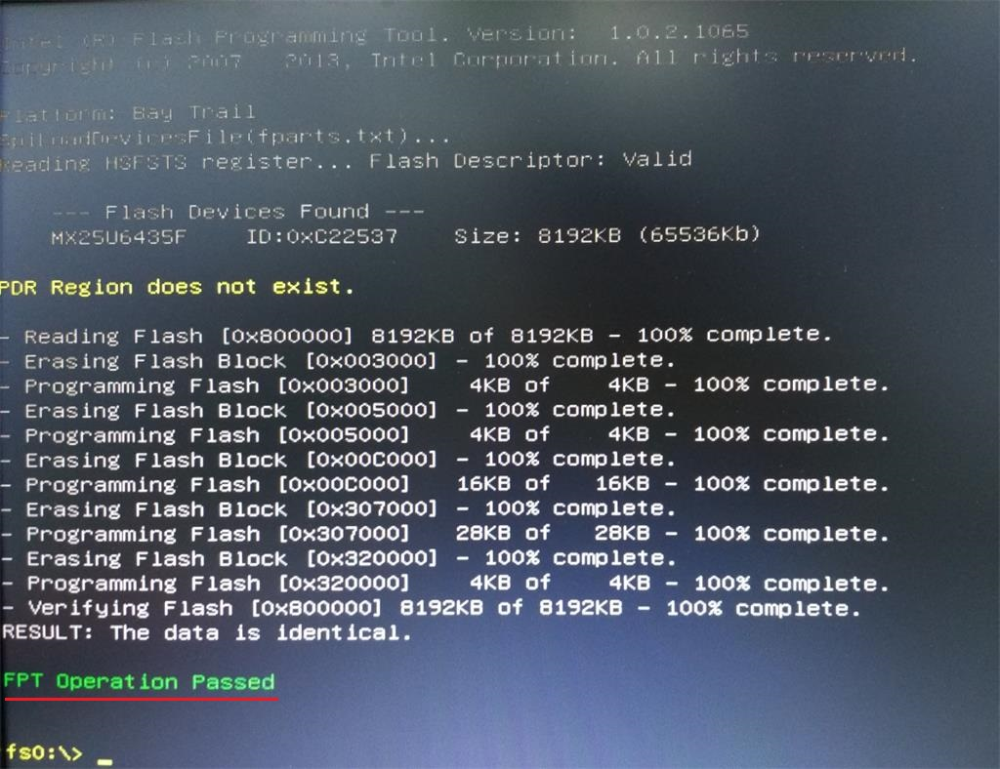 Intel (R) Flash Programming Tool. Version:  1.0.2.1065
Copyright (c) 2007   2013, Intel Corporation. All rights reserved.
Platform: Bay Trail
SpiLoadDevicesFile(fparts.txt)...
Reading HSFSTS register... Flash Descriptor: Valid
--- Flash Devices Found ---
MX25U6435F    ID:0xC22537    Size: 8192KB (65536Kb)
PDR Region does not exist.
- Reading Flash [0x800000] 8192KB of 8192KB - 100% complete.
- Erasing Flash Block [0x003000] - 100% complete.
- Programming Flash [0x003000]    4KB of    4KB - 100% complete.
- Erasing Flash Block [0x005000] - 100% complete.
- Programming Flash [0x005000]    4KB of    4KB - 100% complete.
- Erasing Flash Block [0x00C000] - 100% complete.
- Programming Flash [0x00C000]   16KB of   16KB - 100% complete.
- Erasing Flash Block [0x307000] - 100% complete.
- Programming Flash [0x307000]   28KB of   28KB - 100% complete.
- Erasing Flash Block [0x320000] - 100% complete.
- Programming Flash [0x320000]    4KB of    4KB - 100% complete.
- Verifying Flash [0x800000] 8192KB of 8192KB - 100% complete.
RESULT: The data is identical.
FPT Operation Passed
fs0:\> _